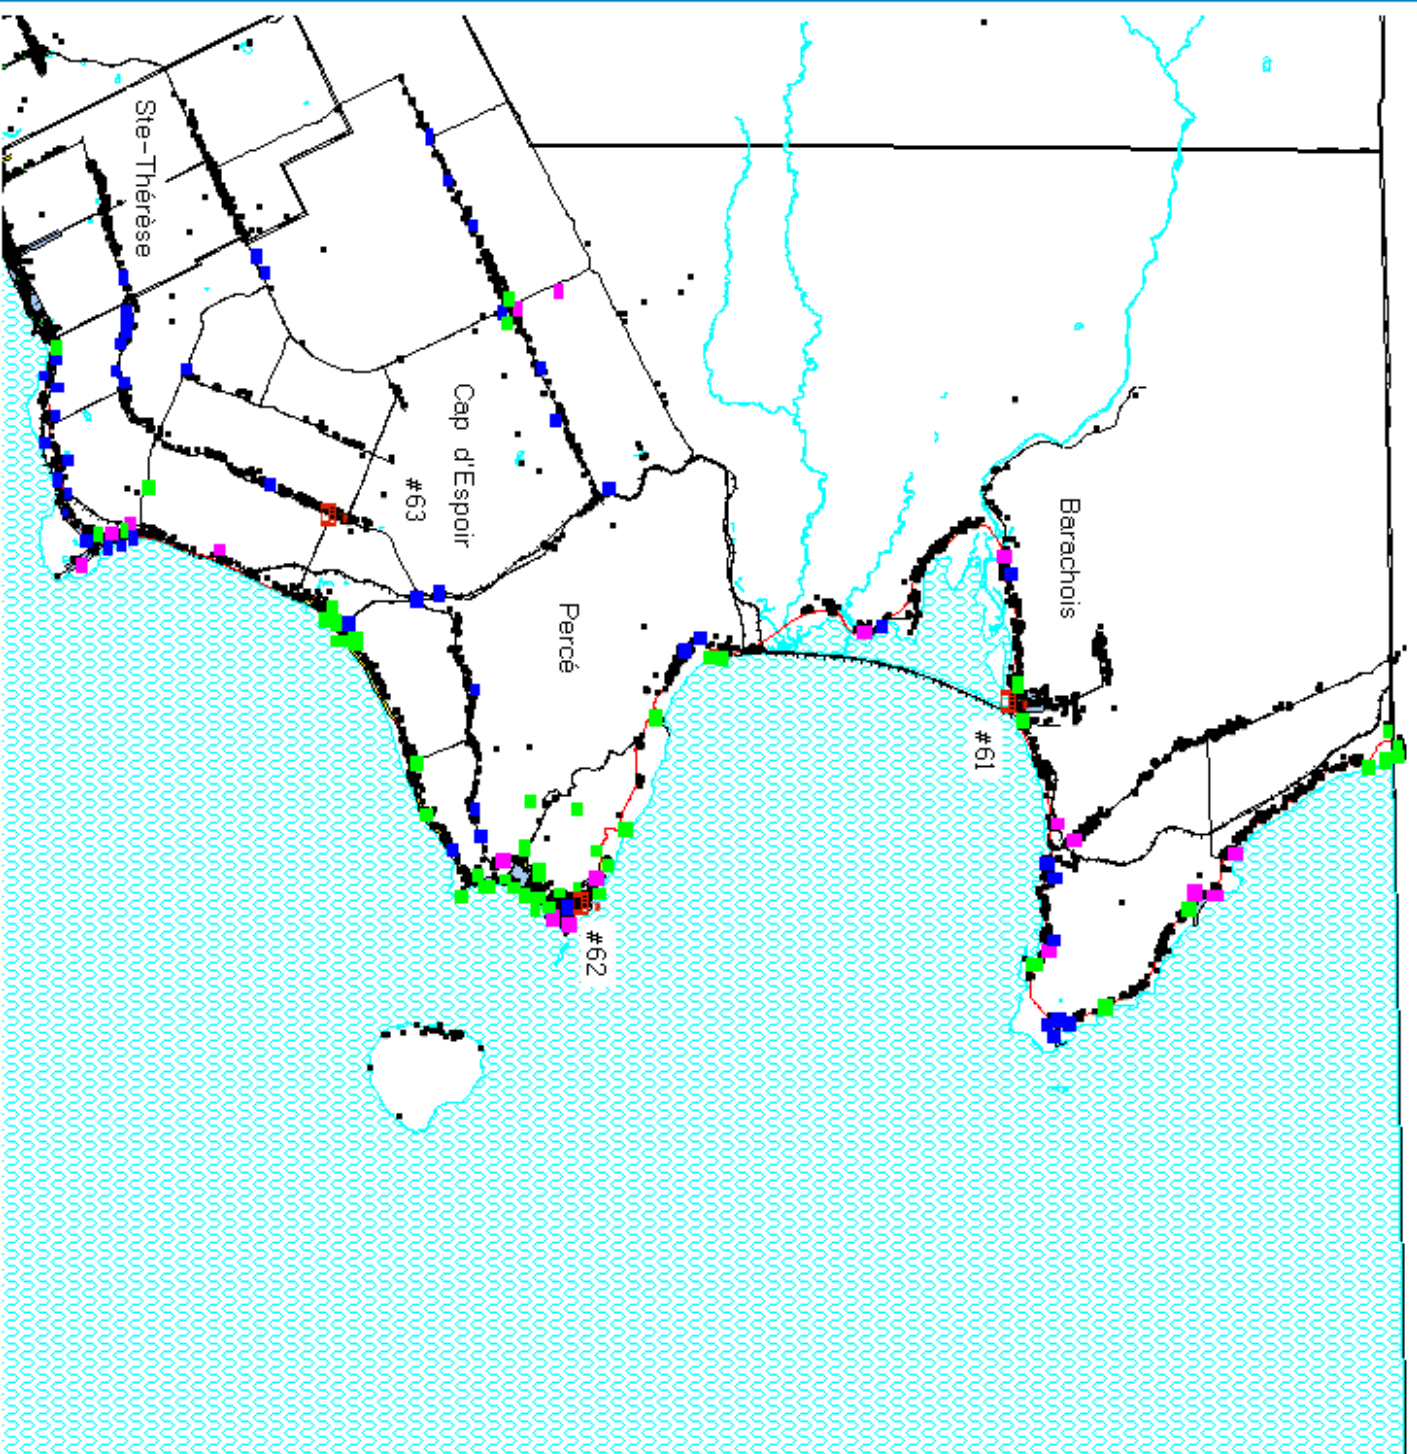 Ste-Thérèse
Cap d'Espoir
#63
Percé
#62
Barachois
#61